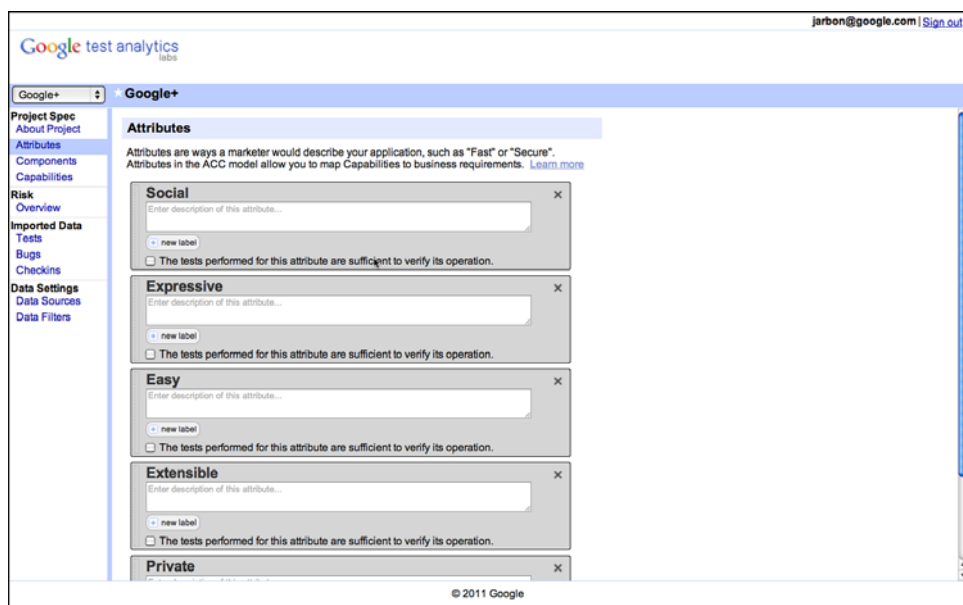 jarbon@google.com | Sign out
Google test analytics
labs
Google+
Google+
Project Spec
About Project
Attributes
Components
Capabilities
Risk
Overview
Imported Data
Tests
Bugs
Checkins
Data Settings
Data Sources
Data Filters
Attributes
Attributes are ways a marketer would describe your application, such as "Fast" or "Secure".
Attributes in the ACC model allow you to map Capabilities to business requirements. Learn more
Social
Enter description of this attribute...
+ new label
The tests performed for this attribute are sufficient to verify its operation.
Expressive
Enter description of this attribute...
+ new label
The tests performed for this attribute are sufficient to verify its operation.
Easy
Enter description of this attribute...
+ new label
The tests performed for this attribute are sufficient to verify its operation.
Extensible
Enter description of this attribute...
+ new label
The tests performed for this attribute are sufficient to verify its operation.
Private
© 2011 Google